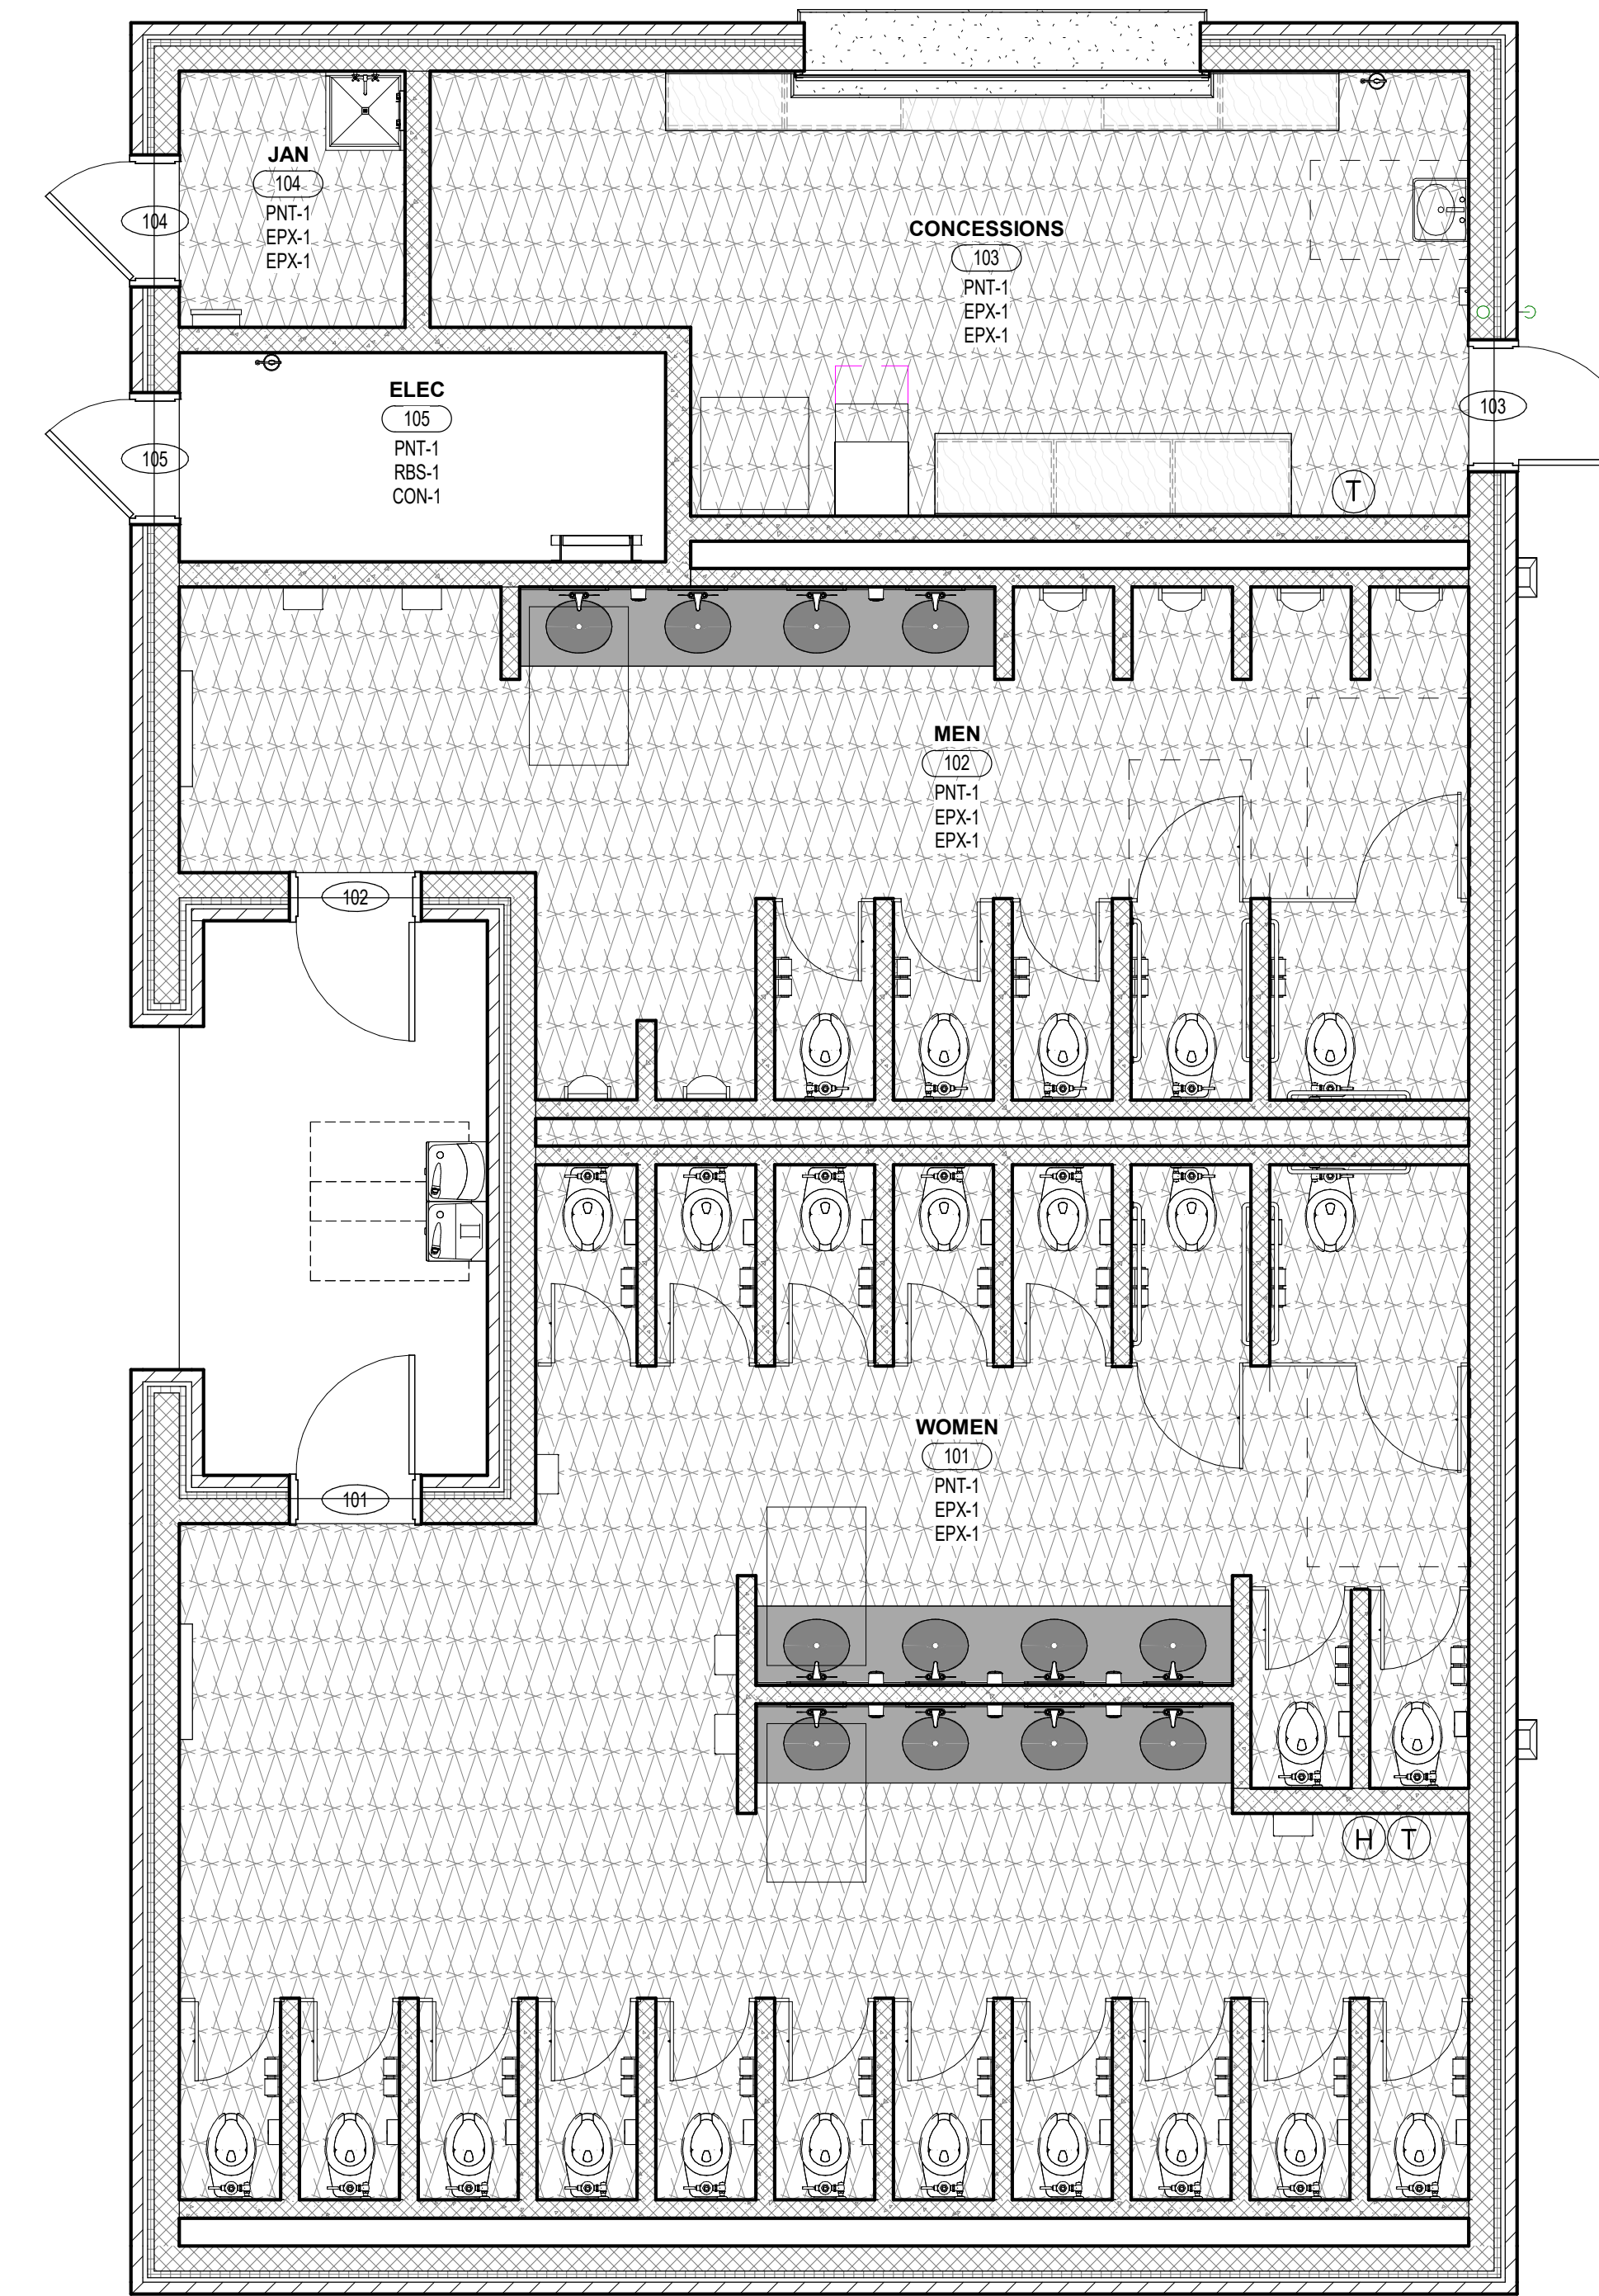 JAN
104
PNT-1
EPX-1
EPX-1
104
CONCESSIONS
103
PNT-1
EPX-1
EPX-1
103
ELEC
105
PNT-1
RBS-1
CON-1
105
T
MEN
102
PNT-1
EPX-1
EPX-1
102
WOMEN
101
PNT-1
EPX-1
EPX-1
101
H T